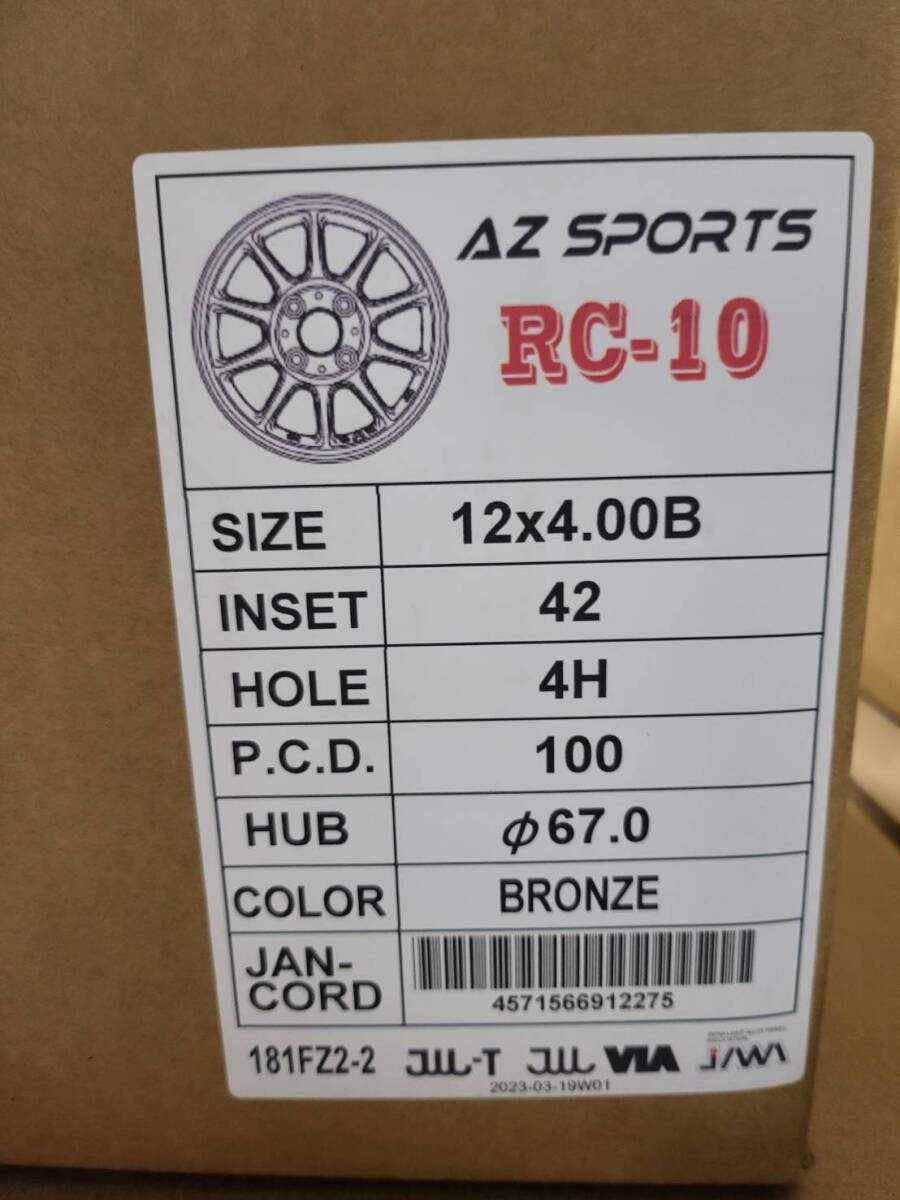 AZ SPORTS
RC-10
SIZE 12x4.00B
INSET 42
HOLE 4H
P.C.D. 100
HUB φ67.0
COLOR BRONZE
JAN-
CORD
4571566912275
181FZ2-2 JWL-T JWL VIA JAWA
2023-03-19W01